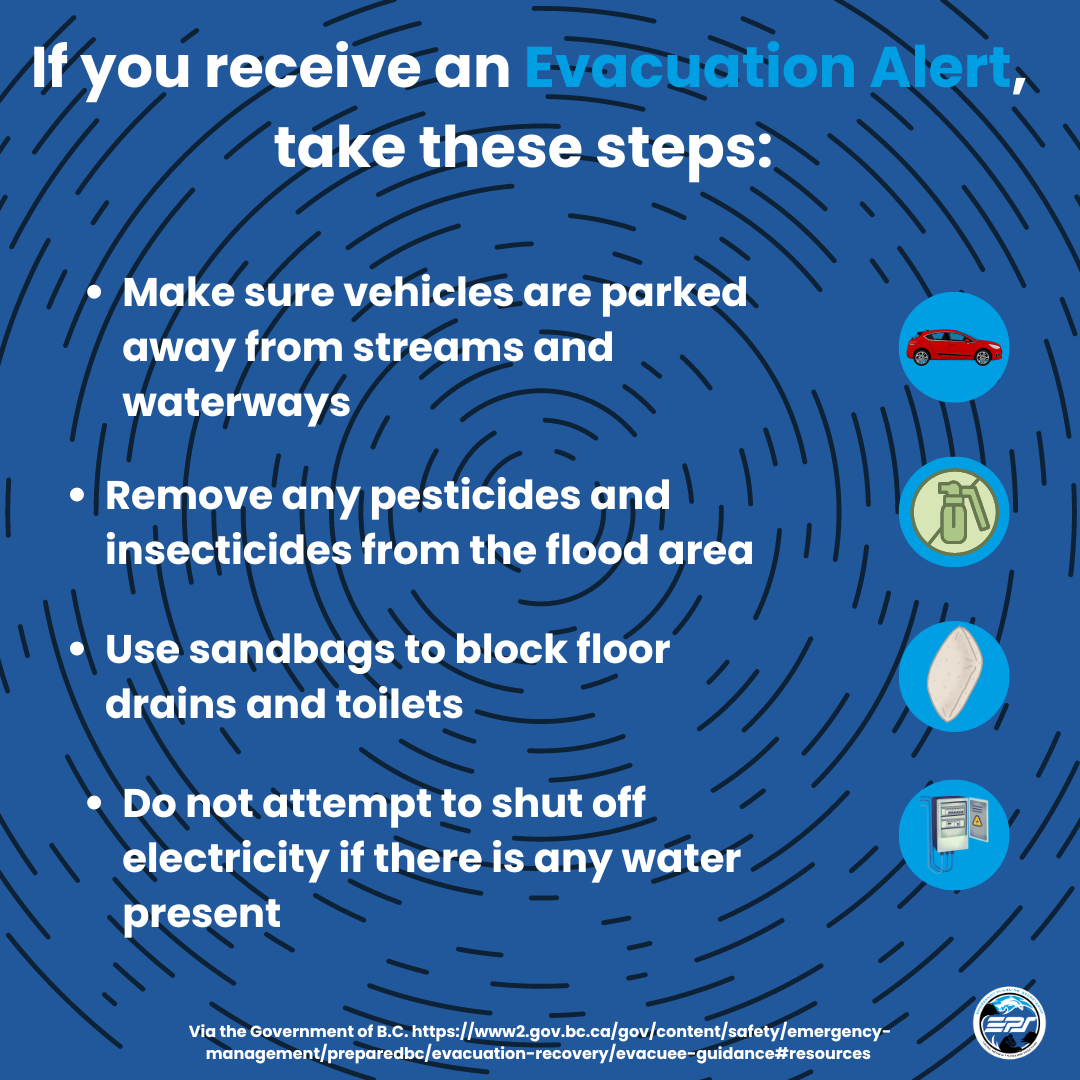 If you receive an Evacuation Alert,
take these steps:
• Make sure vehicles are parked
away from streams and
waterways
• Remove any pesticides and
insecticides from the flood area
• Use sandbags to block floor
drains and toilets
• Do not attempt to shut off
electricity if there is any water
present
Via the Government of B.C. https://www2.gov.bc.ca/gov/content/safety/emergency-
management/preparedbc/evacuation-recovery/evacuee-guidance#resources